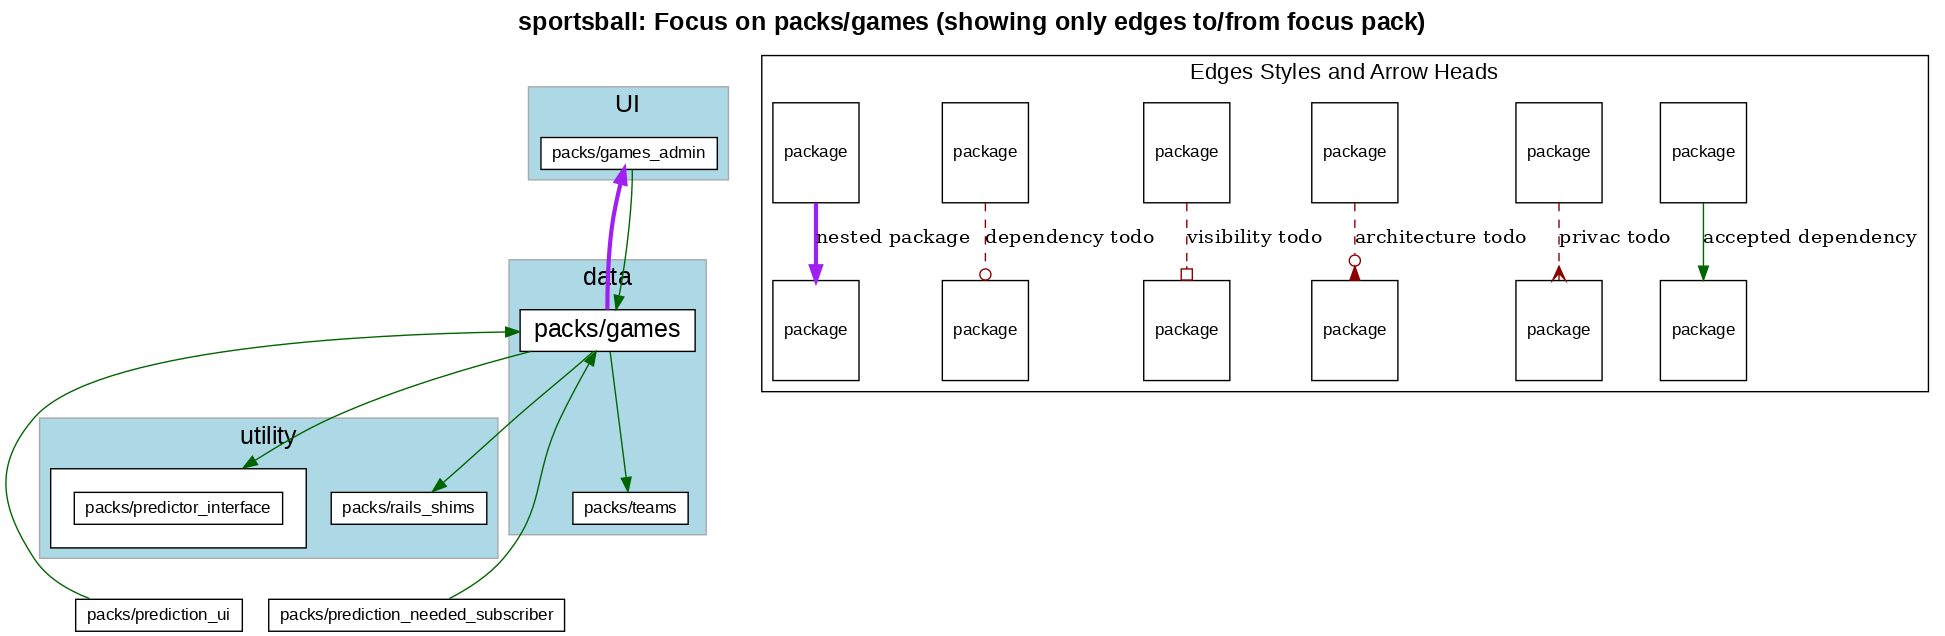 sportsball: Focus on packs/games (showing only edges to/from focus pack)
UI
packs/games_admin
data
packs/games
utility
packs/predictor_interface
packs/rails_shims
packs/teams
packs/prediction_ui
packs/prediction_needed_subscriber
Edges Styles and Arrow Heads
package
package
package
package
package
package
nested package
dependency todo
visibility todo
architecture todo
privac todo
accepted dependency
package
package
package
package
package
package